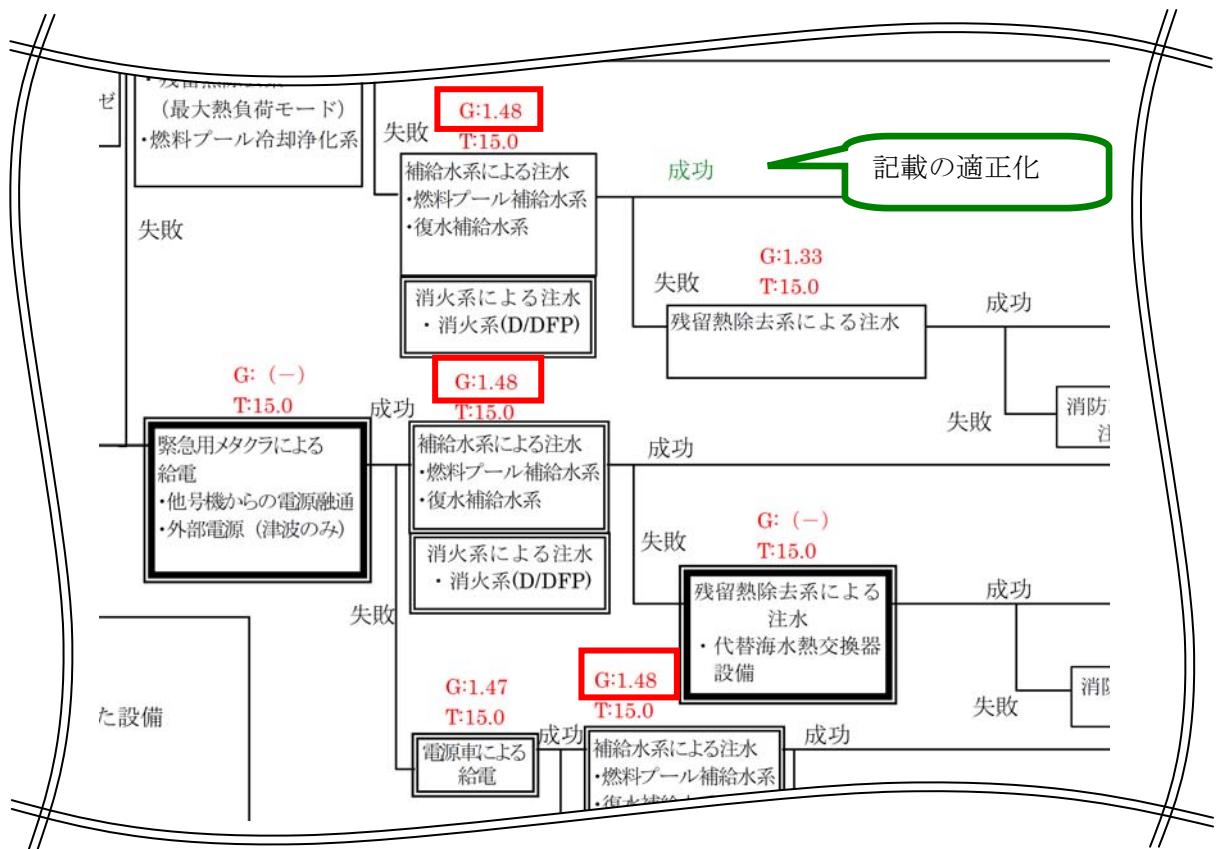 ゼ
（最大熱負荷モード）
・燃料プール冷却浄化系
失敗
G:1.48
T:15.0
補給水系による注水
・燃料プール補給水系
・復水補給水系
消火系による注水
・消火系(D/DFP)
成功
記載の適正化
失敗
失敗
G:1.33
T:15.0
残留熱除去系による注水
成功
失敗
消防
注
G:（－）
T:15.0
緊急用メタクラによる
給電
・他号機からの電源融通
・外部電源（津波のみ）
成功
G:1.48
T:15.0
補給水系による注水
・燃料プール補給水系
・復水補給水系
消火系による注水
・消火系(D/DFP)
成功
失敗
G:（－）
T:15.0
残留熱除去系による
注水
・代替海水熱交換器
設備
成功
失敗
消防
失敗
た設備
G:1.47
T:15.0
電源車による
給電
成功
G:1.48
T:15.0
補給水系による注水
・燃料プール補給水系
成功